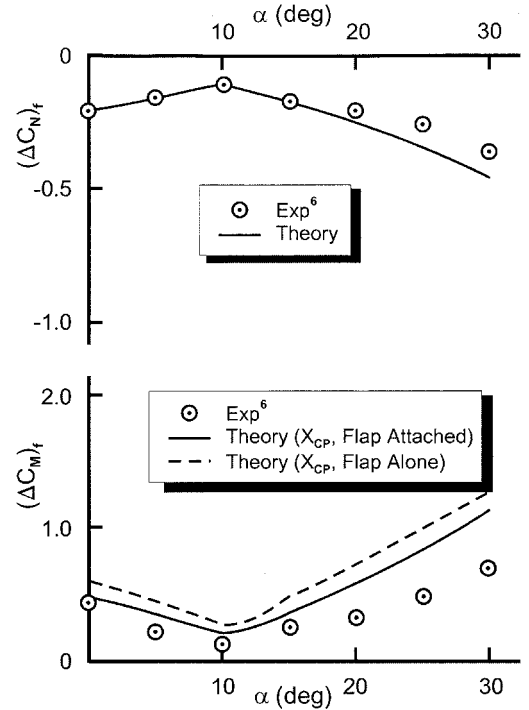 α (deg)
10 20 30
0
-0.5
-1.0
(ΔC_N)_f
Exp⁶
Theory
2.0
1.0
0
(ΔC_M)_f
Exp⁶
Theory (X_CP, Flap Attached)
Theory (X_CP, Flap Alone)
10 20 30
α (deg)